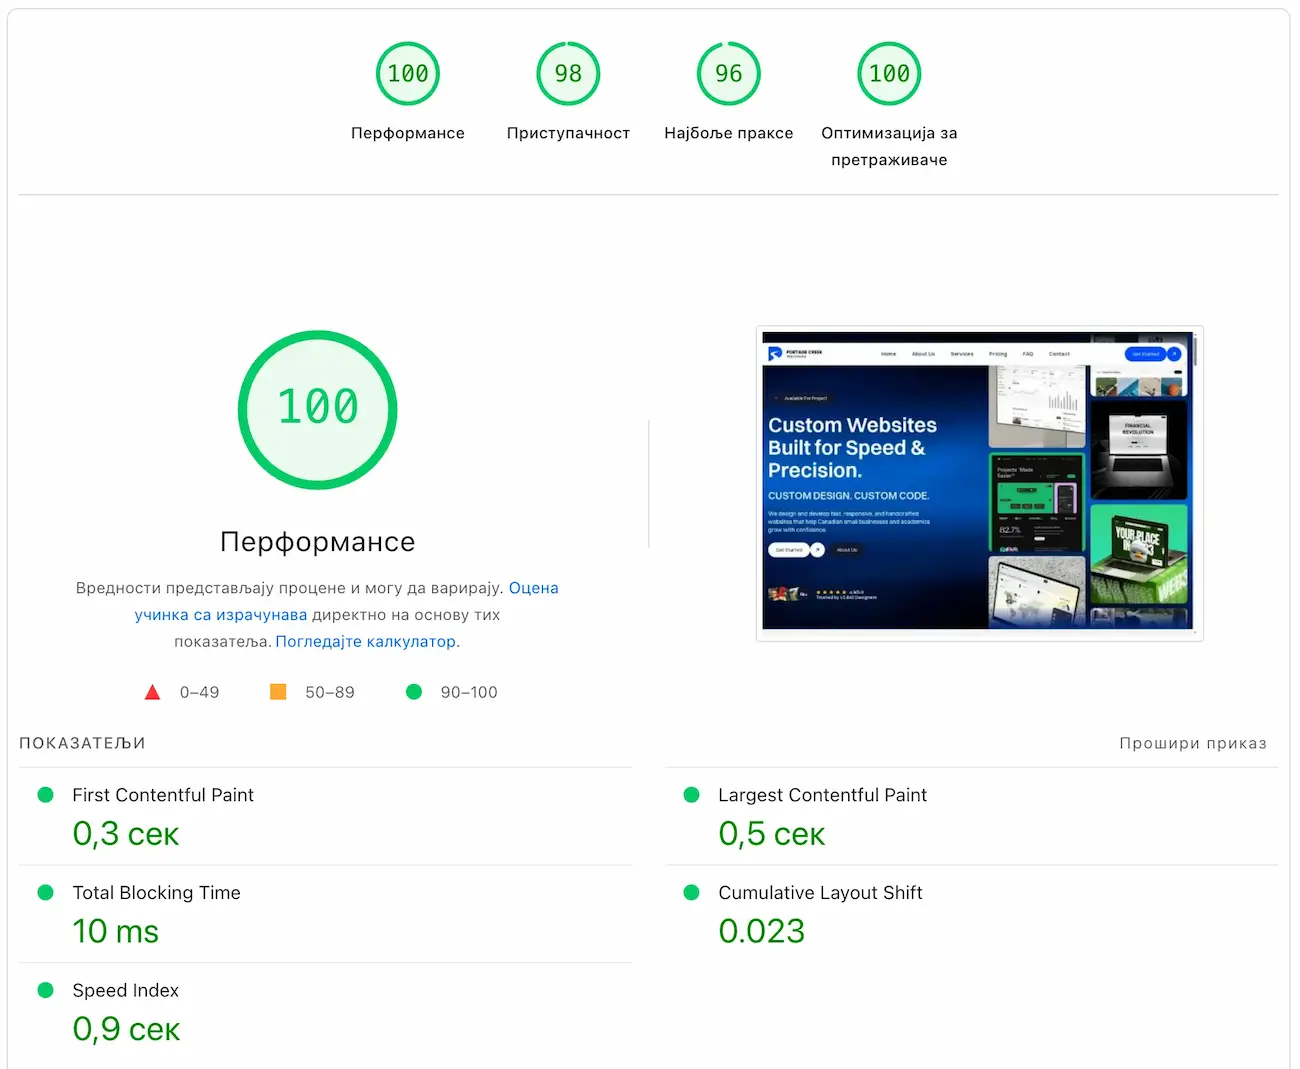 100
98
96
100
Перформансе
Приступачност
Најбоље праксе
Оптимизација за
претраживаче
100
Перформансе
Вредности представљају процене и могу да варирају. Оцена
учинка са израчунава директно на основу тих
показатеља. Погледајте калкулатор.
0–49
50–89
90–100
PORTAGE CREEK
Home
About Us
Services
Pricing
FAQ
Contact
Get Started
Available For Project
Custom Websites
Built for Speed &
Precision.
CUSTOM DESIGN. CUSTOM CODE.
We design and develop fast, responsive, and handcrafted
websites that help Canadian small businesses and academics
grow with confidence.
Get Started
About Us
FINANCIAL
REVOLUTION
82.7%
YOUR PLACE
ПОКАЗАТЕЉИ
Прошири приказ
First Contentful Paint
0,3 сек
Largest Contentful Paint
0,5 сек
Total Blocking Time
10 ms
Cumulative Layout Shift
0.023
Speed Index
0,9 сек